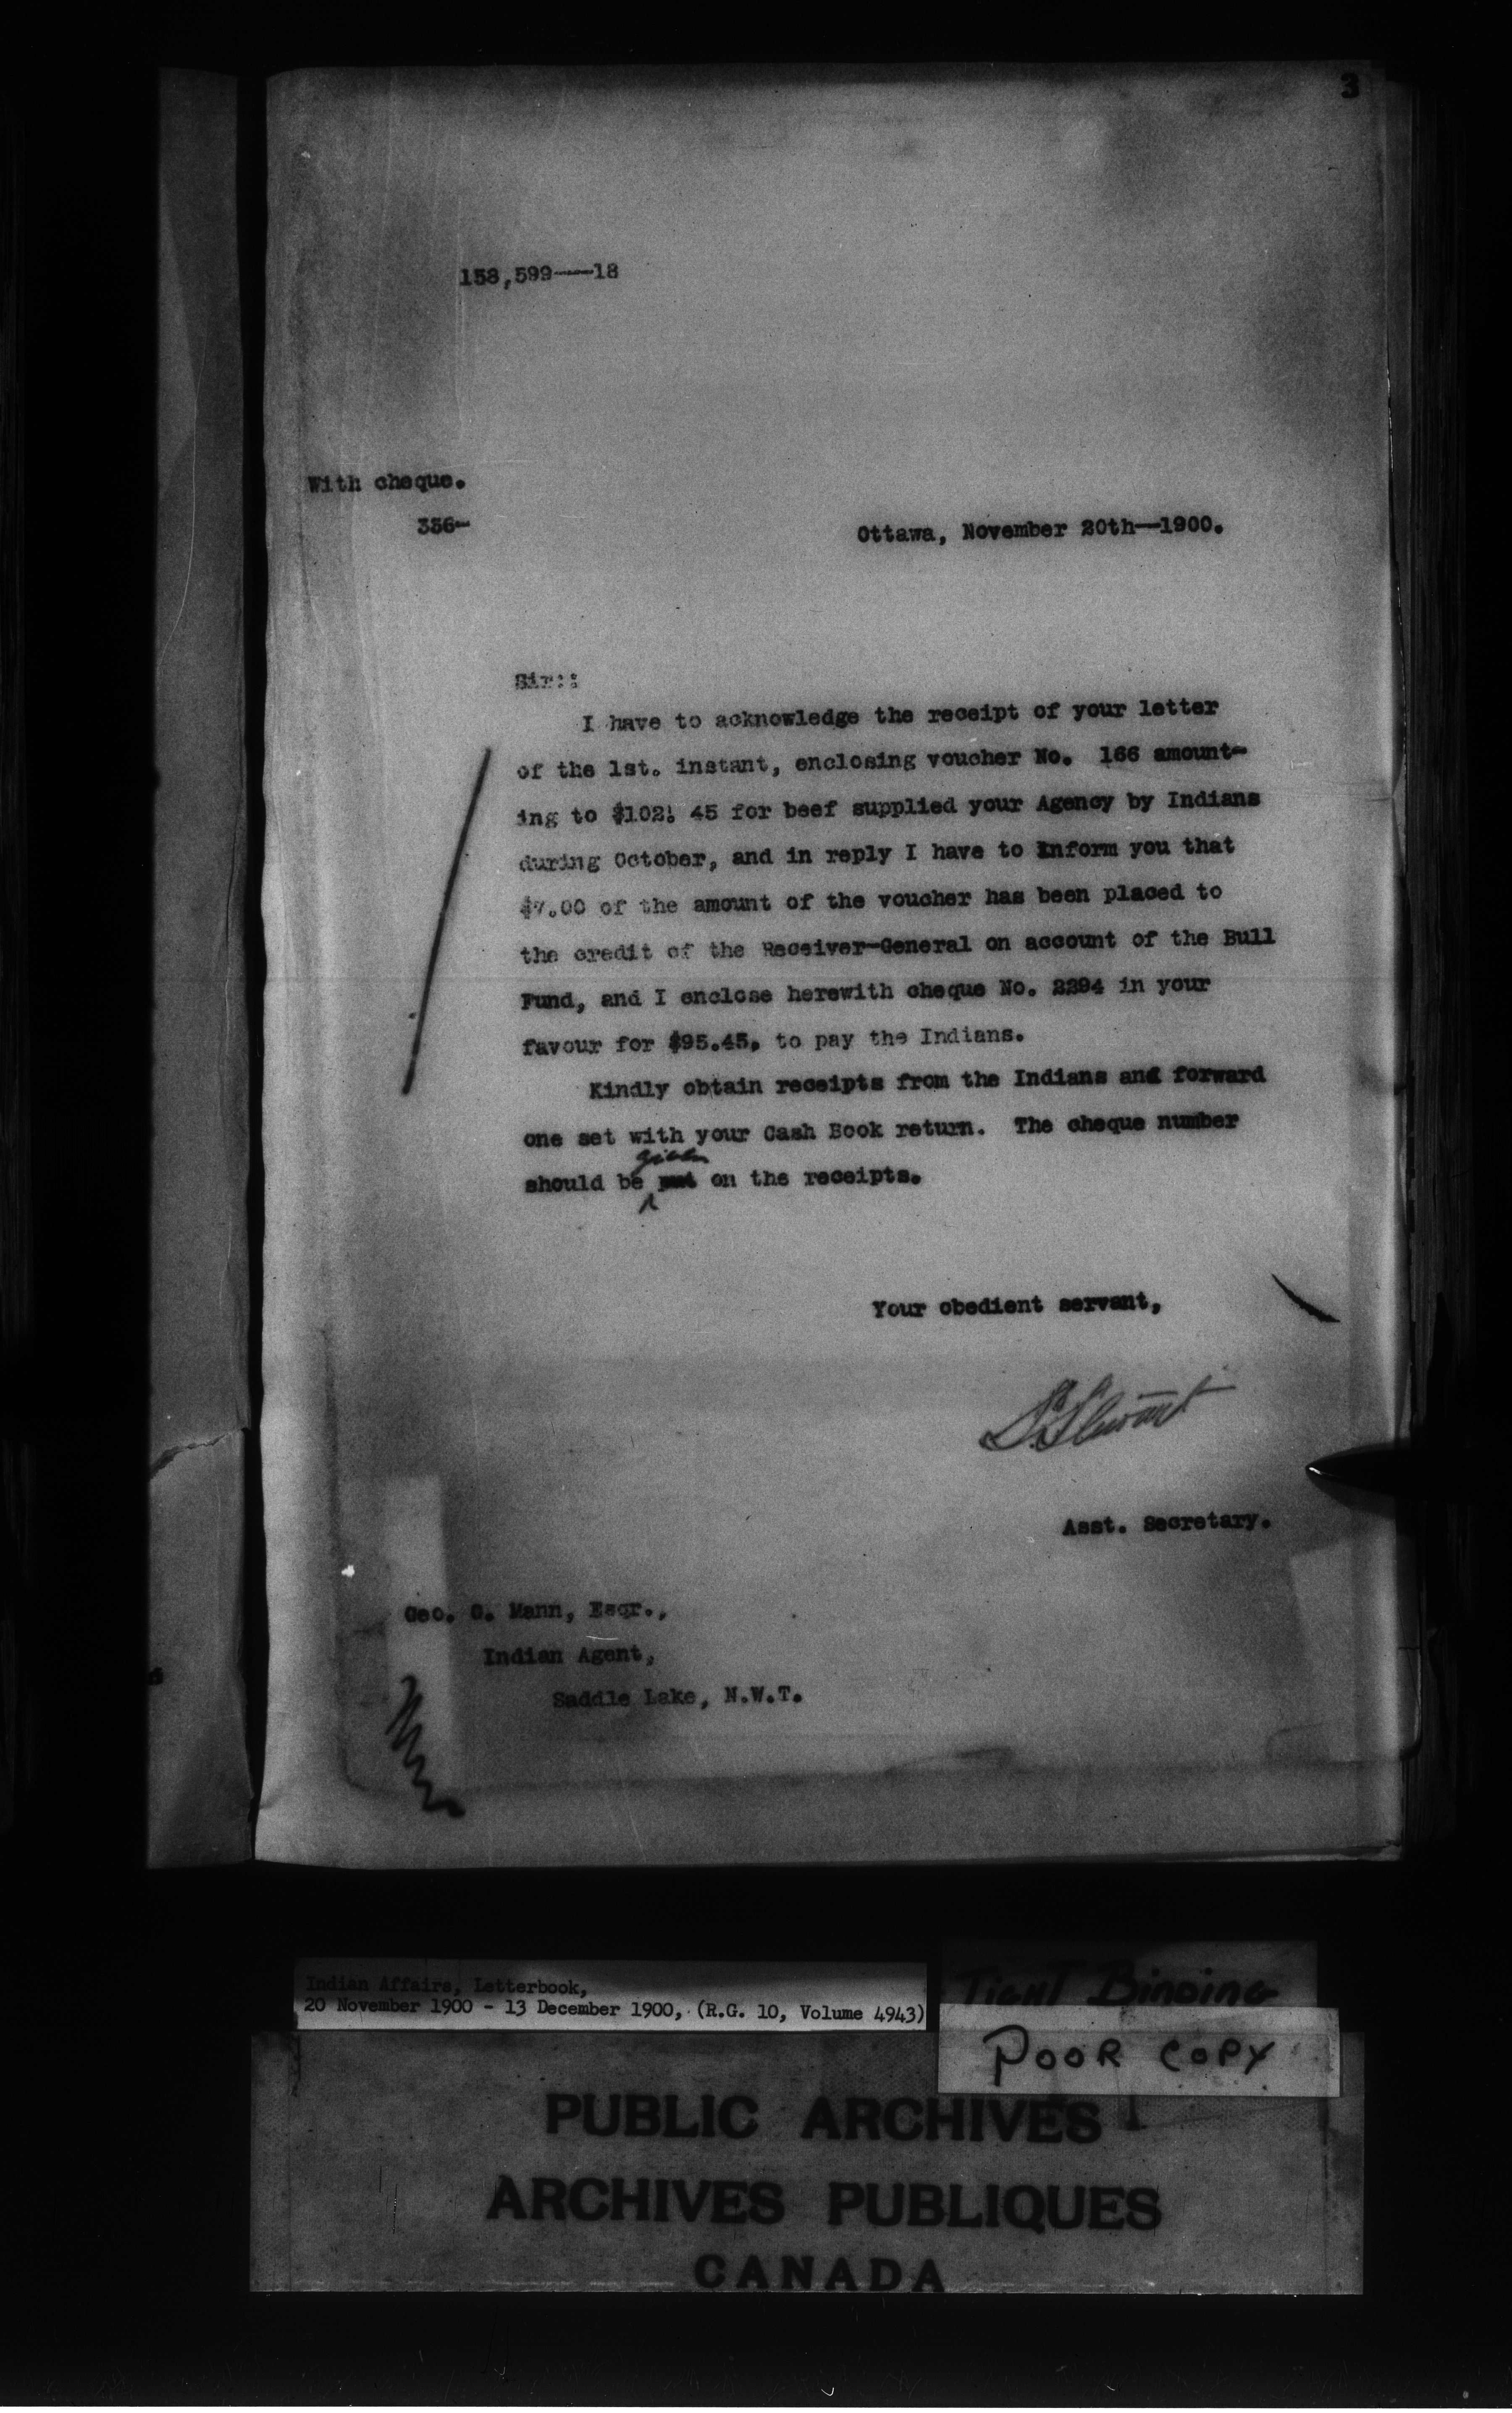 3
158,599---18
With cheque.
336-
Ottawa, November 20th--1900.
Sir::
I have to acknowledge the receipt of your letter
of the 1st. instant, enclosing voucher No. 166 amount-
ing to $102. 45 for beef supplied your Agency by Indians
during October, and in reply I have to inform you that
$7.00 of the amount of the voucher has been placed to
the credit of the Receiver-General on account of the Bull
Fund, and I enclose herewith cheque No. 2294 in your
favour for $95.45, to pay the Indians.
Kindly obtain receipts from the Indians and forward
one set with your Cash Book return. The cheque number
given
should be on the receipts.
Your obedient servant,
S. Stewart
Asst. Secretary.
Geo. G. Mann, Esqr.,
Indian Agent,
Saddle Lake, N.W.T.
Indian Affairs, Letterbook,
20 November 1900 - 13 December 1900, (R.G. 10, Volume 4943)
TIGHT BINDING
POOR COPY
PUBLIC ARCHIVES
ARCHIVES PUBLIQUES
CANADA